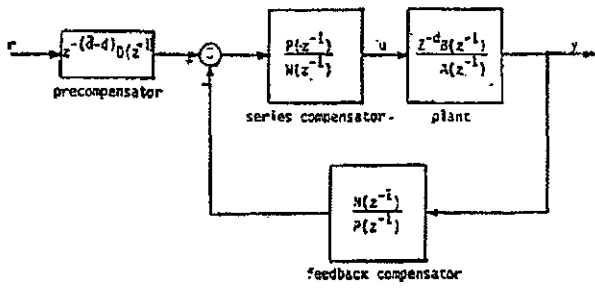 r
z^{-(d̄-d)}D(z^{-1})
precompensator
+
-
P(z^{-1})
W(z^{-1})
series compensator
u
z^{-d}B(z^{-1})
A(z^{-1})
plant
y
N(z^{-1})
P(z^{-1})
feedback compensator